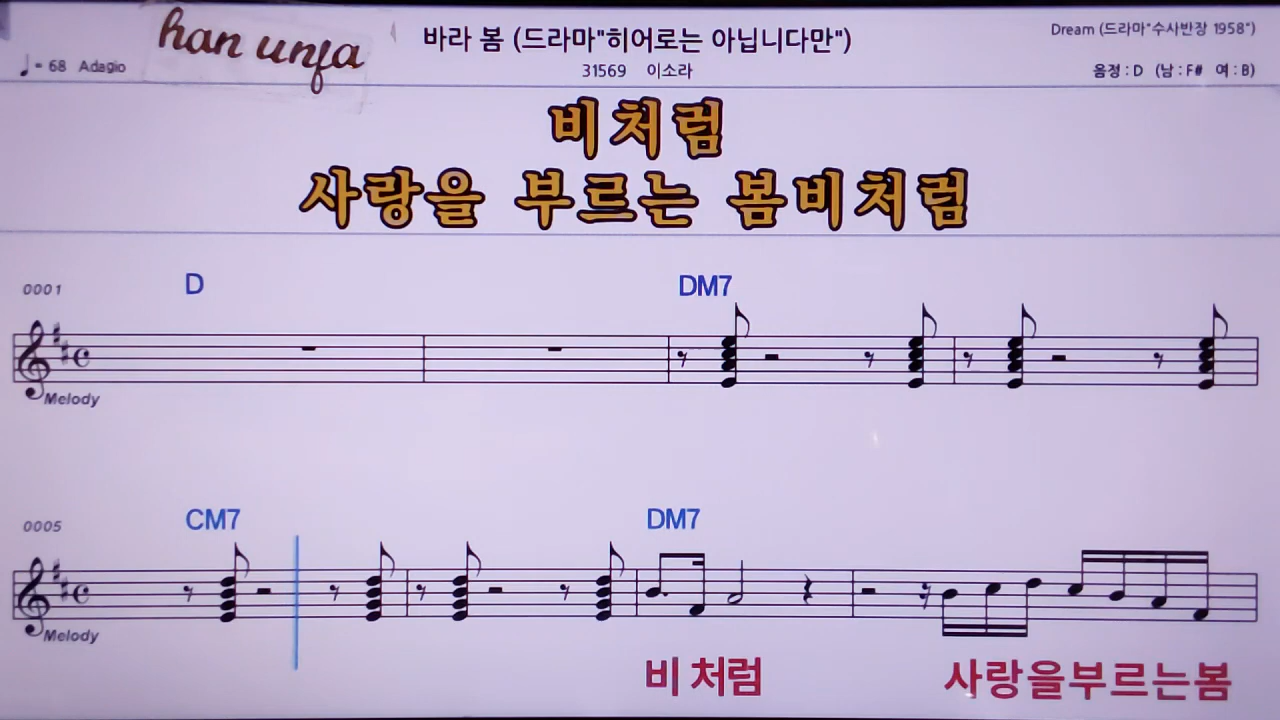 han unfa
바라 봄 (드라마"히어로는 아닙니다만")
Dream (드라마"수사반장 1958")
♩= 68 Adagio
31569 이소라
음정 : D (남 : F# 여 : B)
비처럼
사랑을 부르는 봄비처럼
0001
D
DM7
Melody
0005
CM7
DM7
Melody
비 처럼
사랑을부르는봄